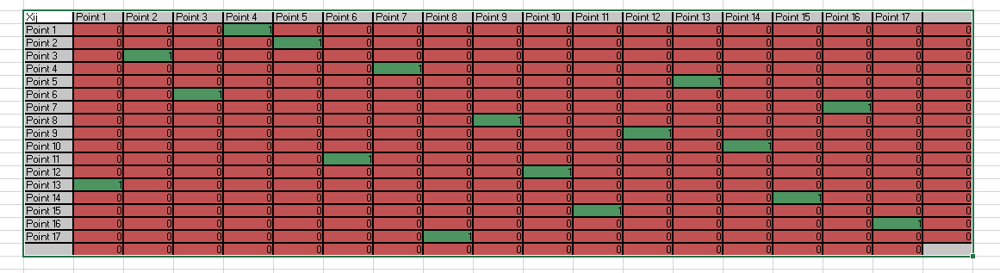 Xij Point 1 Point 2 Point 3 Point 4 Point 5 Point 6 Point 7 Point 8 Point 9 Point 10 Point 11 Point 12 Point 13 Point 14 Point 15 Point 16 Point 17
Point 1 0 0 0 1 0 0 0 0 0 0 0 0 0 0 0 0 0 0
Point 2 0 0 0 0 1 0 0 0 0 0 0 0 0 0 0 0 0 0
Point 3 0 1 0 0 0 0 0 0 0 0 0 0 0 0 0 0 0 0
Point 4 0 0 0 0 0 0 1 0 0 0 0 0 0 0 0 0 0 0
Point 5 0 0 0 0 0 0 0 0 0 0 0 0 1 0 0 0 0 0
Point 6 0 0 1 0 0 0 0 0 0 0 0 0 0 0 0 0 0 0
Point 7 0 0 0 0 0 0 0 0 0 0 0 0 0 0 0 1 0 0
Point 8 0 0 0 0 0 0 0 0 1 0 0 0 0 0 0 0 0 0
Point 9 0 0 0 0 0 0 0 0 0 0 0 1 0 0 0 0 0 0
Point 10 0 0 0 0 0 0 0 0 0 0 0 0 0 1 0 0 0 0
Point 11 0 0 0 0 0 1 0 0 0 0 0 0 0 0 0 0 0 0
Point 12 0 0 0 0 0 0 0 0 0 1 0 0 0 0 0 0 0 0
Point 13 1 0 0 0 0 0 0 0 0 0 0 0 0 0 0 0 0 0
Point 14 0 0 0 0 0 0 0 0 0 0 0 0 0 0 1 0 0 0
Point 15 0 0 0 0 0 0 0 0 0 0 1 0 0 0 0 0 0 0
Point 16 0 0 0 0 0 0 0 0 0 0 0 0 0 0 0 0 1 0
Point 17 0 0 0 0 0 0 0 1 0 0 0 0 0 0 0 0 0 0
0 0 0 0 0 0 0 0 0 0 0 0 0 0 0 0 0